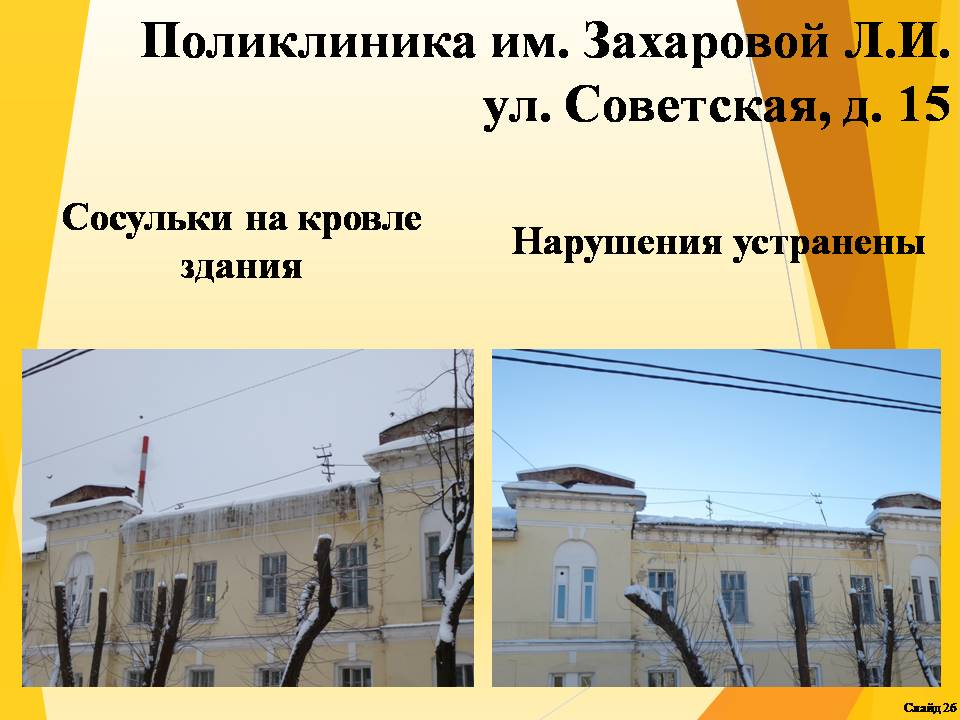 Поликлиника им. Захаровой Л.И.
ул. Советская, д. 15
Сосульки на кровле
здания
Нарушения устранены
Слайд 26